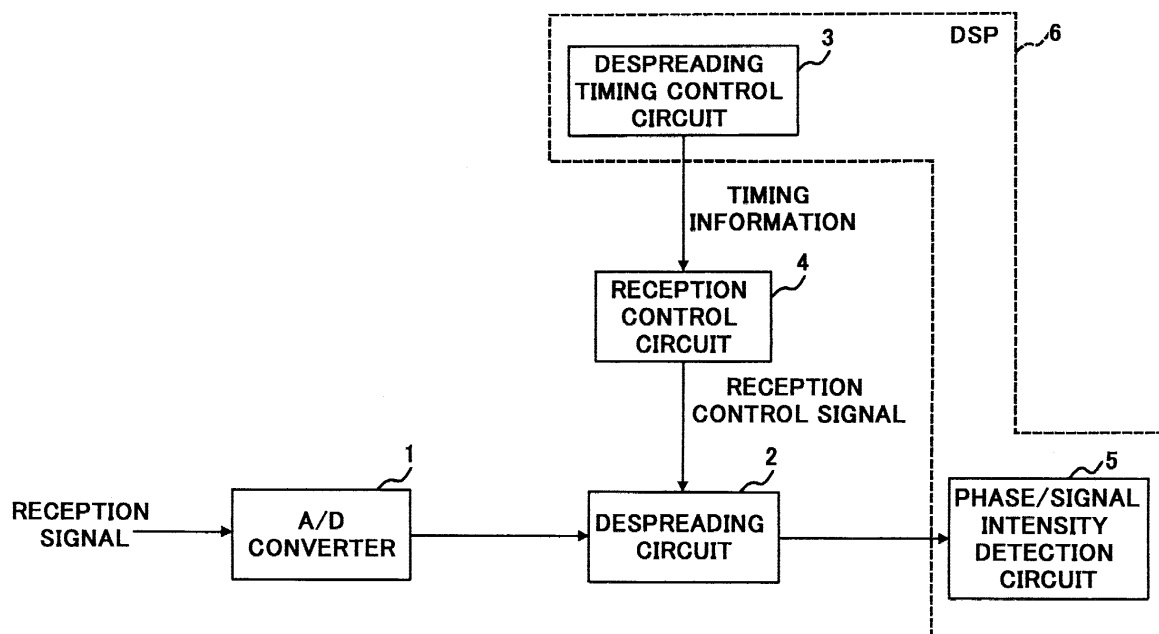 DSP
6
3
DESPREADING
TIMING CONTROL
CIRCUIT
TIMING
INFORMATION
4
RECEPTION
CONTROL
CIRCUIT
RECEPTION
CONTROL SIGNAL
1
2
5
RECEPTION
SIGNAL
A/D
CONVERTER
DESPREADING
CIRCUIT
PHASE/SIGNAL
INTENSITY
DETECTION
CIRCUIT